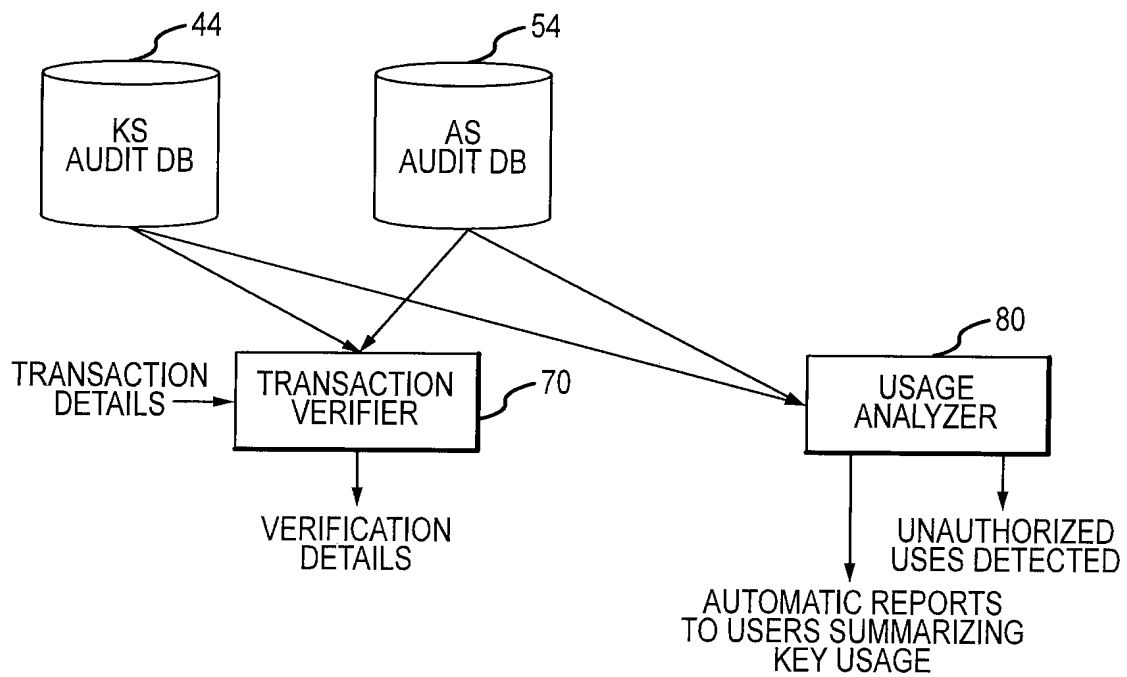 44
54
KS
AUDIT DB
AS
AUDIT DB
80
TRANSACTION
DETAILS
TRANSACTION
VERIFIER
70
USAGE
ANALYZER
VERIFICATION
DETAILS
UNAUTHORIZED
USES DETECTED
AUTOMATIC REPORTS
TO USERS SUMMARIZING
KEY USAGE